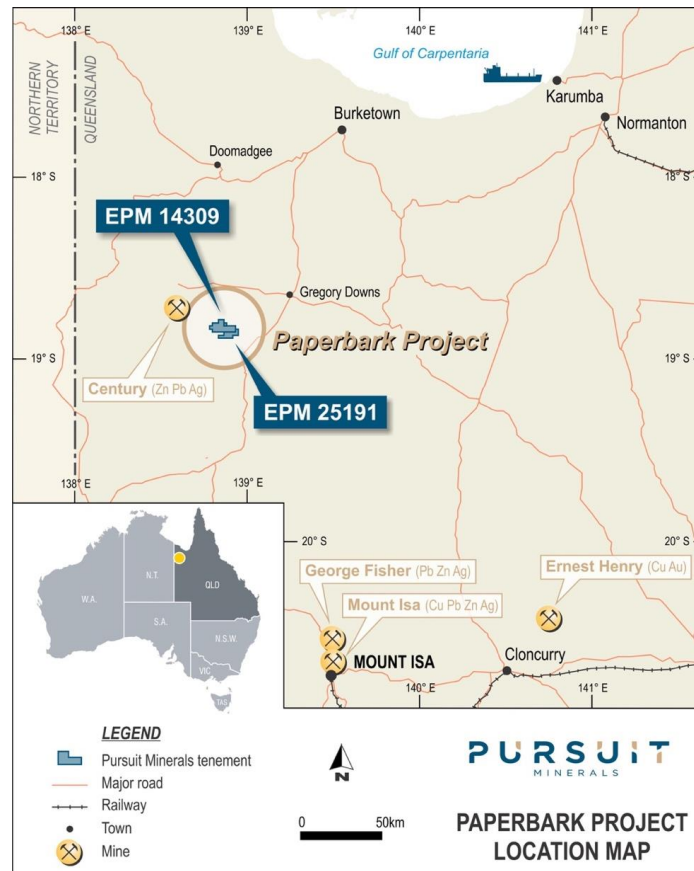 138° E
139° E
140° E
141° E
Gulf of Carpentaria
NORTHERN
TERRITORY
QUEENSLAND
Karumba
Burketown
Normanton
Doomadgee
18° S
18° S
EPM 14309
Gregory Downs
Paperbark Project
19° S
19° S
Century (Zn Pb Ag)
EPM 25191
138° E
139° E
20° S
20° S
George Fisher (Pb Zn Ag)
Ernest Henry (Cu Au)
Mount Isa (Cu Pb Zn Ag)
Cloncurry
MOUNT ISA
140° E
141° E
W.A.
N.T.
QLD
S.A.
N.S.W.
VIC
TAS
LEGEND
Pursuit Minerals tenement
Major road
Railway
Town
Mine
N
0 50km
PURSUIT
MINERALS
PAPERBARK PROJECT
LOCATION MAP